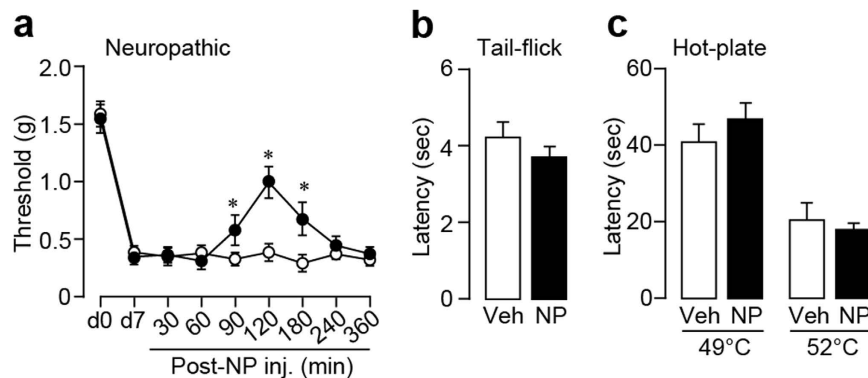 a
Neuropathic
Threshold (g)
2.0
1.5
1.0
0.5
0
*
*
*
d0 d7 30 60 90 120 180 240 360
Post-NP inj. (min)
b
Tail-flick
Latency (sec)
6
4
2
0
Veh NP
c
Hot-plate
Latency (sec)
60
40
20
0
Veh NP Veh NP
49°C 52°C